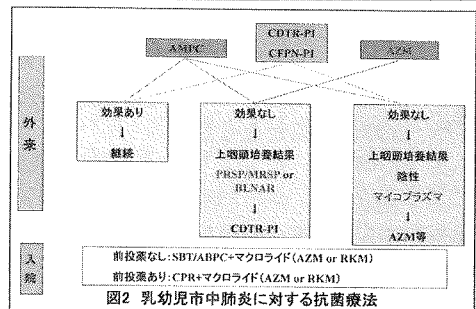 CDTR-PI
AMPC
AZM
CFPN-PI
外来
効果あり
↓
継続
効果なし
↓
上咽頭培養結果
PRSP/MRSP or
BLNAR
↓
CDTR-PI
効果なし
↓
上咽頭培養結果
陰性
マイコプラズマ
↓
AZM等
入院
前投薬なし:SBT/ABPC+マクロライド(AZM or RKM)
前投薬あり:CPR+マクロライド(AZM or RKM)
図2 乳幼児市中肺炎に対する抗菌療法